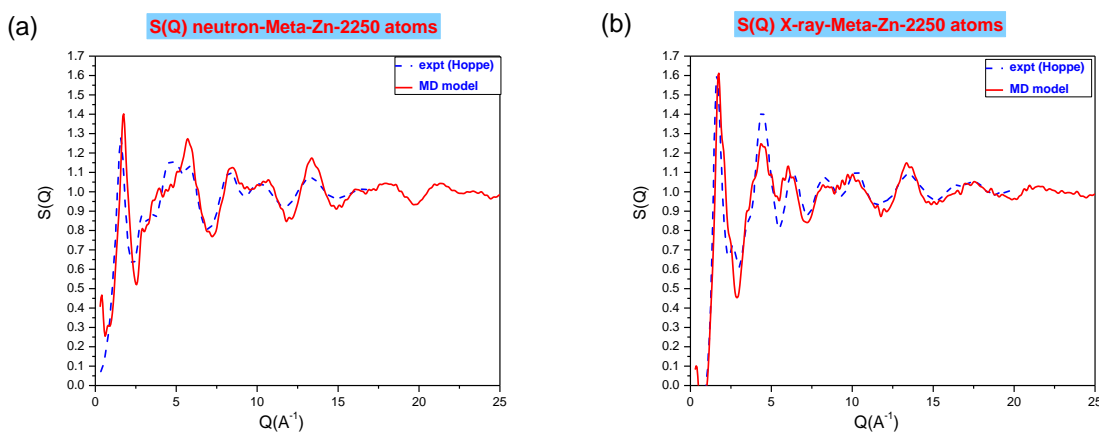 (a)
S(Q) neutron-Meta-Zn-2250 atoms
1.7
1.6
1.5
1.4
1.3
1.2
1.1
1.0
0.9
0.8
0.7
0.6
0.5
0.4
0.3
0.2
0.1
0.0
S(Q)
expt (Hoppe)
MD model
0 5 10 15 20 25
Q(A⁻¹)
(b)
S(Q) X-ray-Meta-Zn-2250 atoms
1.7
1.6
1.5
1.4
1.3
1.2
1.1
1.0
0.9
0.8
0.7
0.6
0.5
0.4
0.3
0.2
0.1
0.0
S(Q)
expt (Hoppe)
MD model
0 5 10 15 20 25
Q(A⁻¹)